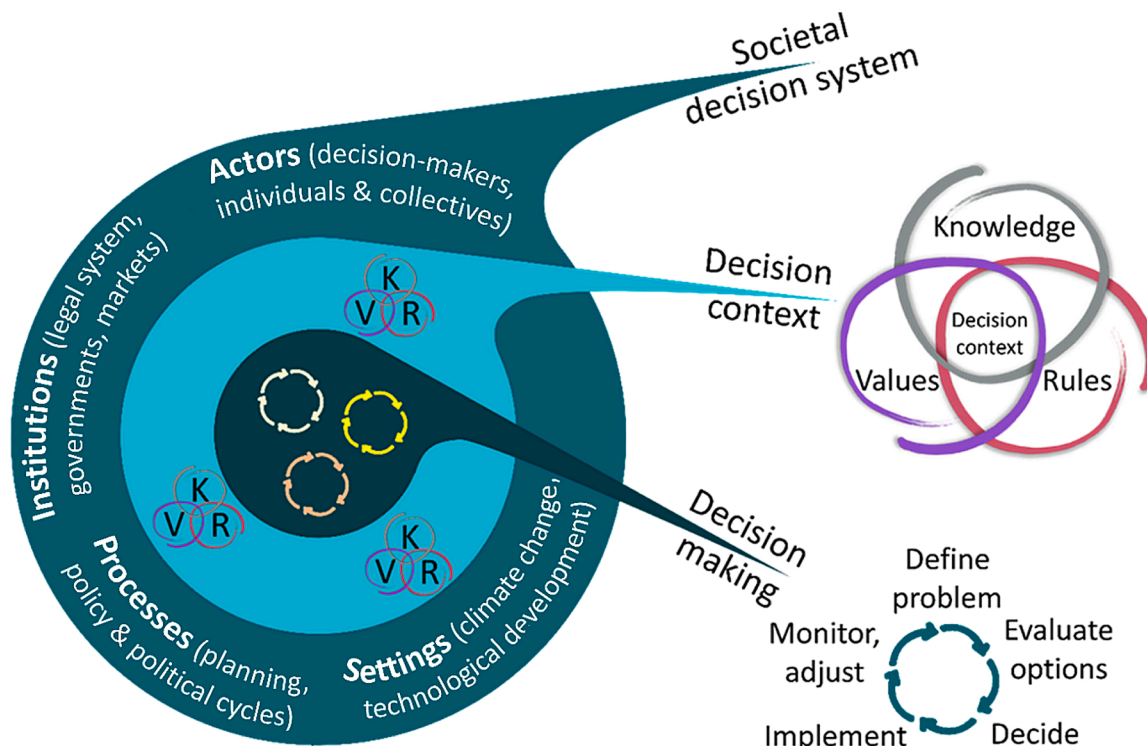 Societal
decision system
Actors (decision-makers,
individuals & collectives)
Institutions (legal system,
governments, markets)
Processes (planning,
policy & political cycles)
Settings (climate change,
technological development)
K
V R
K
V R
K
V R
Decision
context
Knowledge
Decision
context
Values
Rules
Decision
making
Define
problem
Evaluate
options
Decide
Implement
Monitor,
adjust